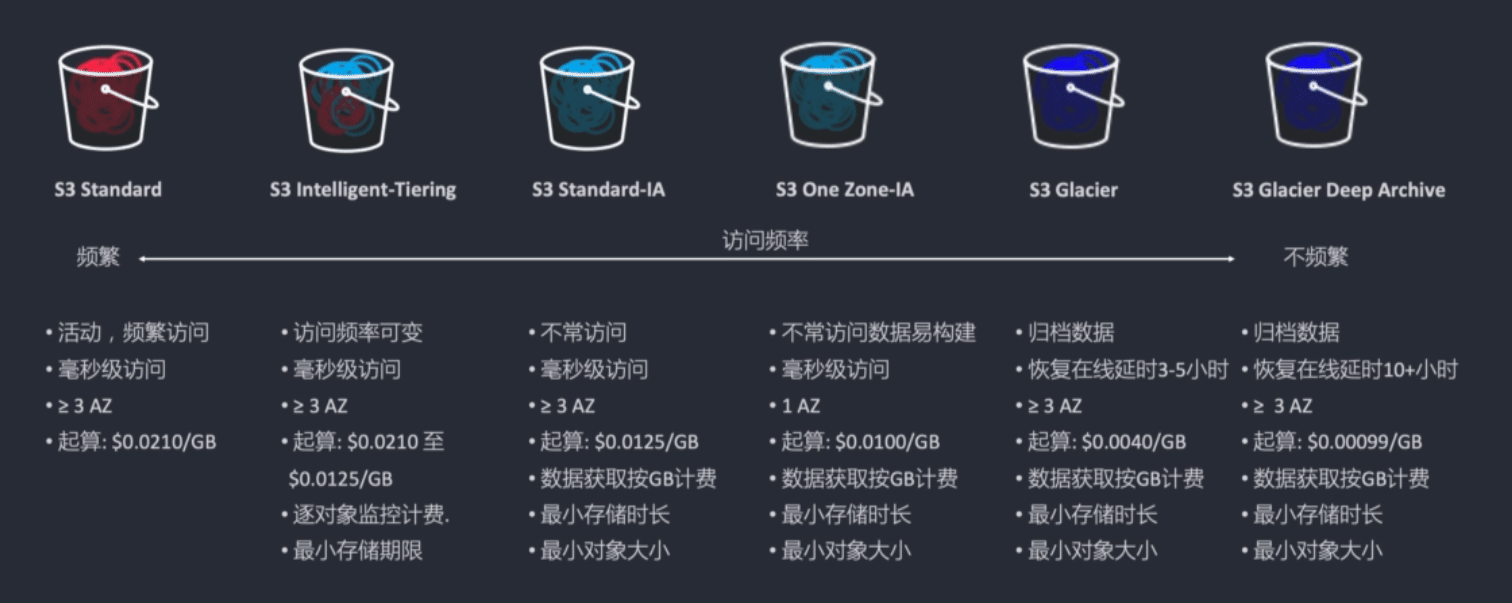 S3 Standard
S3 Intelligent-Tiering
S3 Standard-IA
S3 One Zone-IA
S3 Glacier
S3 Glacier Deep Archive
访问频率
频繁
不频繁
• 活动，频繁访问
• 毫秒级访问
• ≥ 3 AZ
• 起算: $0.0210/GB
• 访问频率可变
• 毫秒级访问
• ≥ 3 AZ
• 起算: $0.0210 至
$0.0125/GB
• 逐对象监控计费.
• 最小存储期限
• 不常访问
• 毫秒级访问
• ≥ 3 AZ
• 起算: $0.0125/GB
• 数据获取按GB计费
• 最小存储时长
• 最小对象大小
• 不常访问数据易构建
• 毫秒级访问
• 1 AZ
• 起算: $0.0100/GB
• 数据获取按GB计费
• 最小存储时长
• 最小对象大小
• 归档数据
• 恢复在线延时3-5小时
• ≥ 3 AZ
• 起算: $0.0040/GB
• 数据获取按GB计费
• 最小存储时长
• 最小对象大小
• 归档数据
• 恢复在线延时10+小时
• ≥ 3 AZ
• 起算: $0.00099/GB
• 数据获取按GB计费
• 最小存储时长
• 最小对象大小